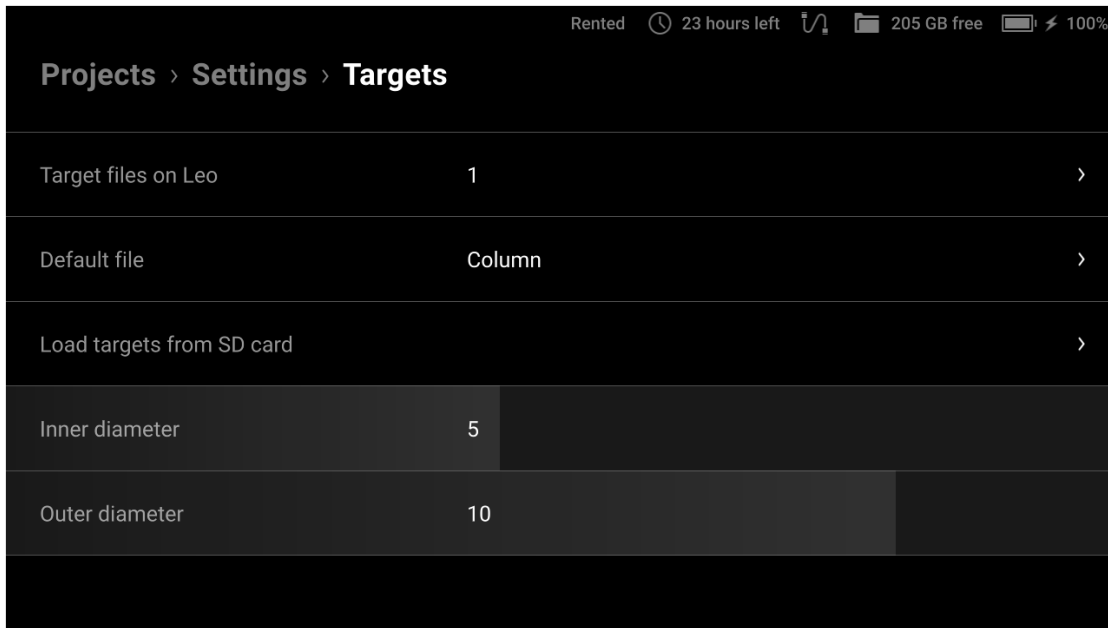 Rented 23 hours left 205 GB free 100%
Projects › Settings › Targets
Target files on Leo 1 ›
Default file Column ›
Load targets from SD card ›
Inner diameter 5
Outer diameter 10